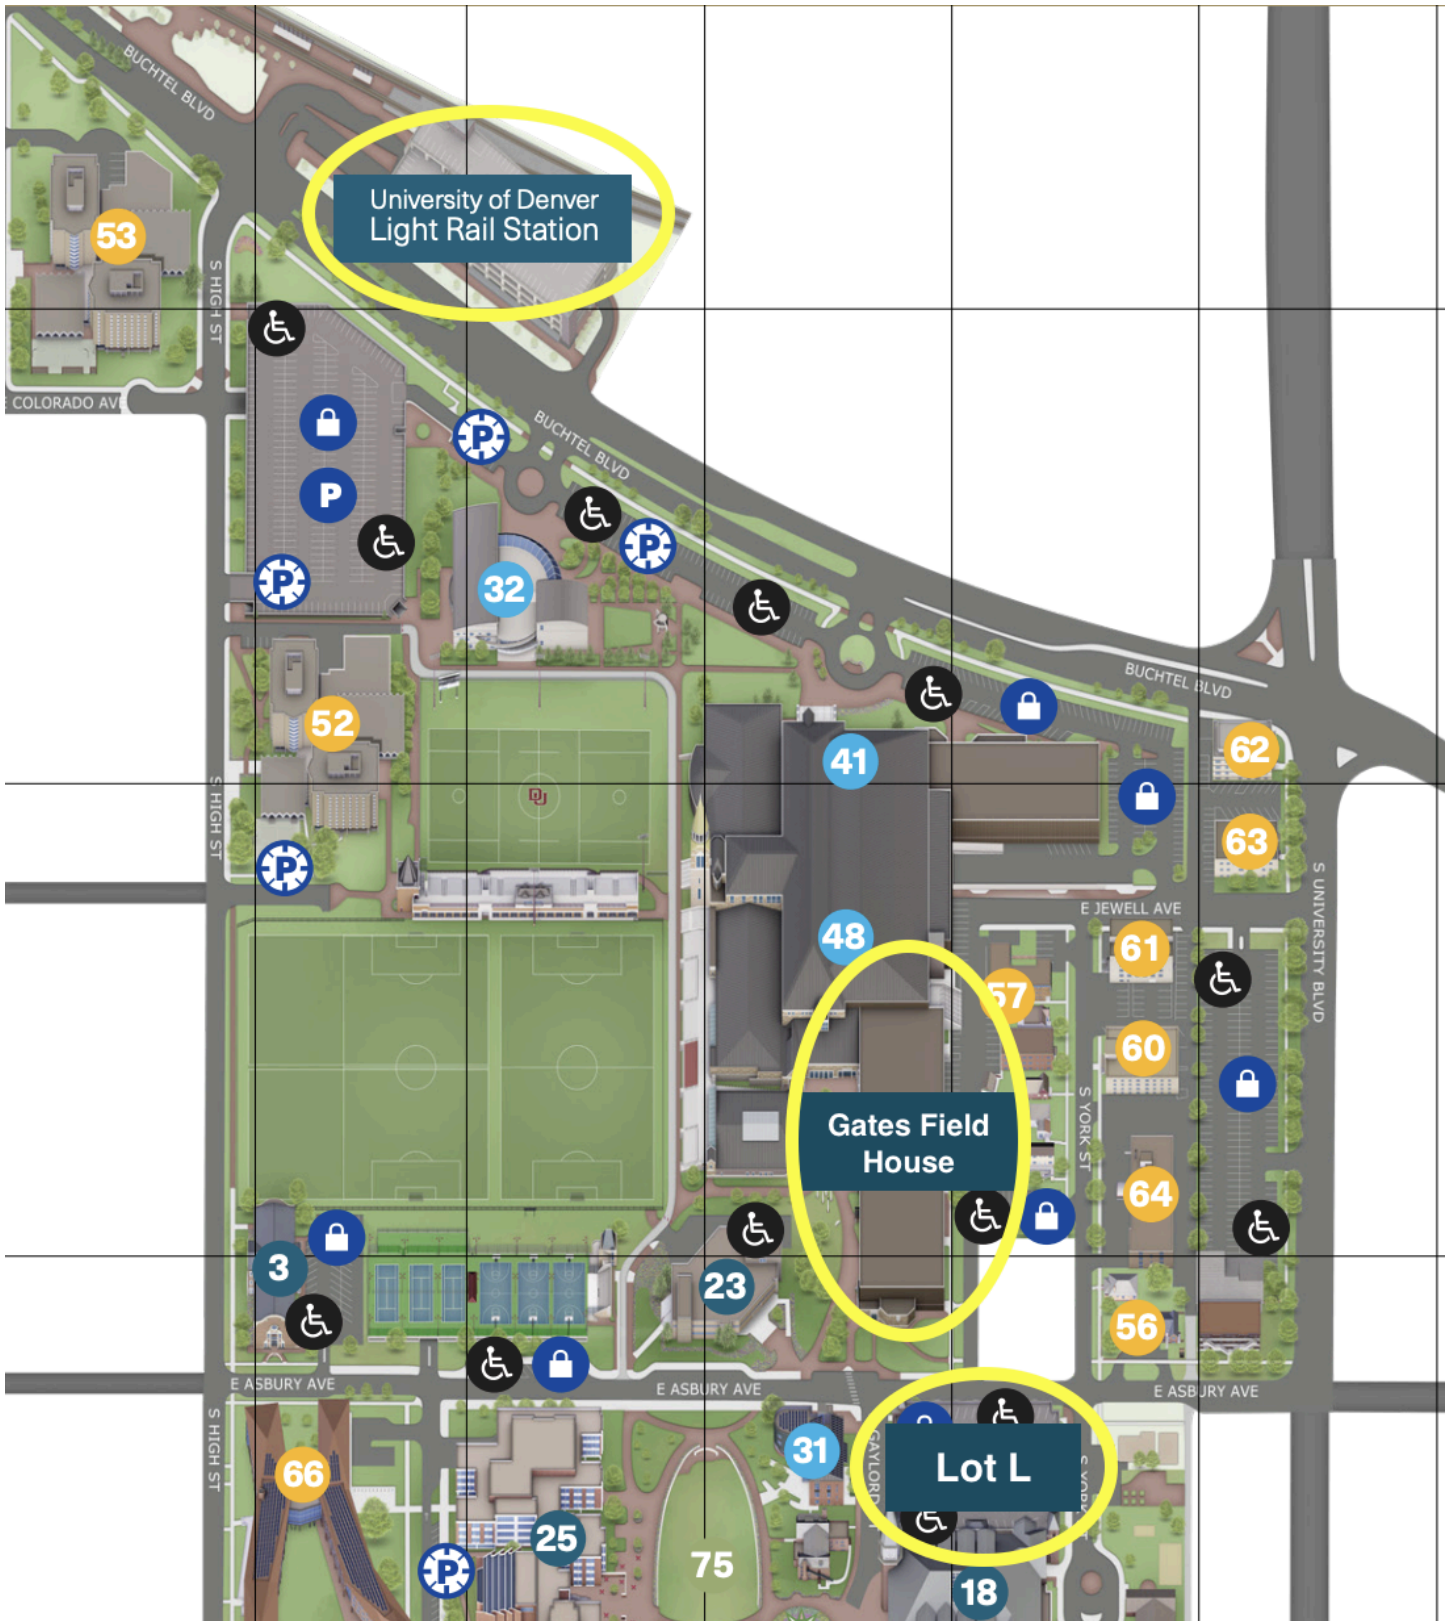 BUCHTEL BLVD
University of Denver
Light Rail Station
53
S HIGH ST
E COLORADO AVE
P
BUCHTEL BLVD
P
P
P
32
BUCHTEL BLVD
52
41
62
S HIGH ST
DU
63
P
S UNIVERSITY BLVD
E JEWELL AVE
48
61
57
60
S YORK ST
Gates Field
House
64
3
23
56
E ASBURY AVE
E ASBURY AVE
E ASBURY AVE
S HIGH ST
31
GAYLORD
Lot L
66
25
75
P
18